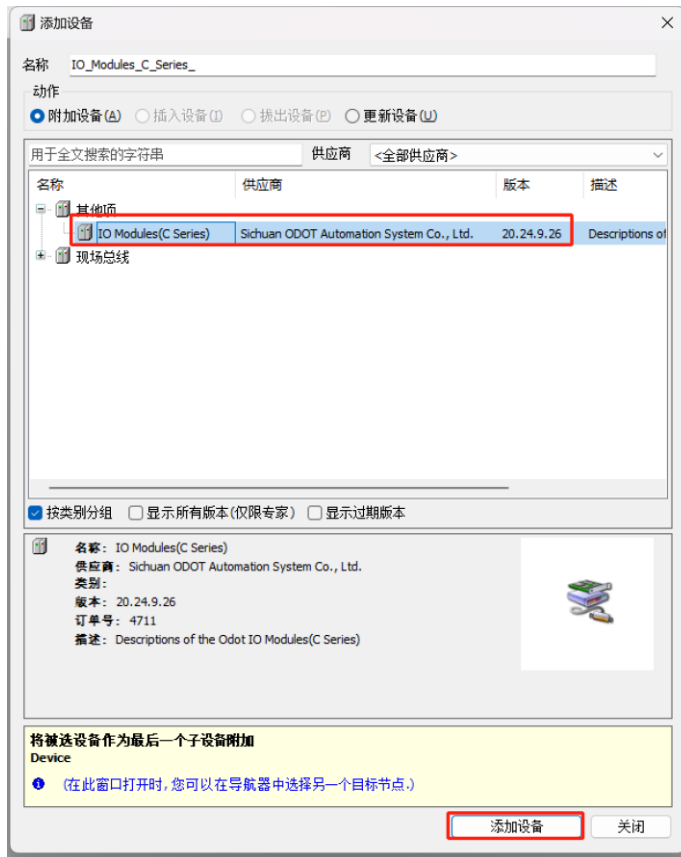 添加设备
名称 IO_Modules_C_Series_
动作
附加设备(A) 插入设备(I) 拔出设备(P) 更新设备(U)
用于全文搜索的字符串 供应商 <全部供应商>
名称 供应商 版本 描述
其他项
IO Modules(C Series) Sichuan ODOT Automation System Co., Ltd. 20.24.9.26 Descriptions of
现场总线
按类别分组 显示所有版本(仅限专家) 显示过期版本
名称: IO Modules(C Series)
供应商: Sichuan ODOT Automation System Co., Ltd.
类别:
版本: 20.24.9.26
订单号: 4711
描述: Descriptions of the Odot IO Modules(C Series)
将被选设备作为最后一个子设备附加
Device
(在此窗口打开时,您可以在导航器中选择另一个目标节点.)
添加设备 关闭